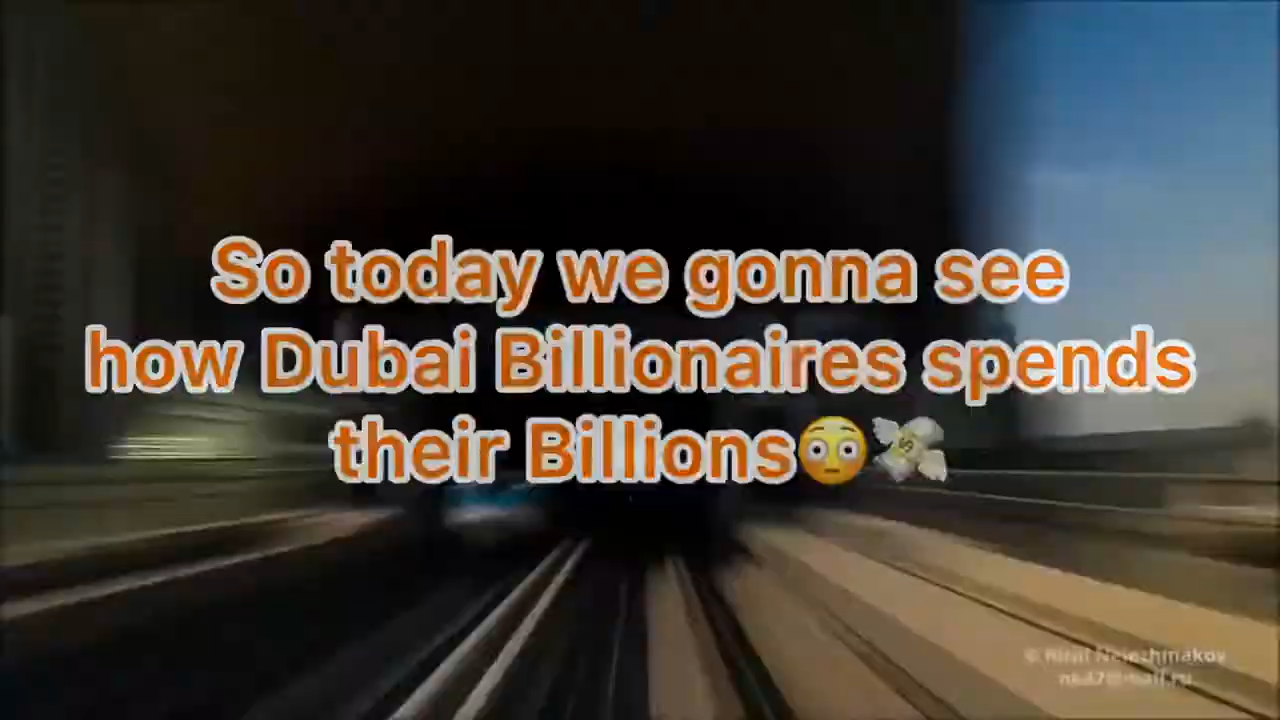 So today we gonna see
how Dubai Billionaires spends
their Billions😳💸